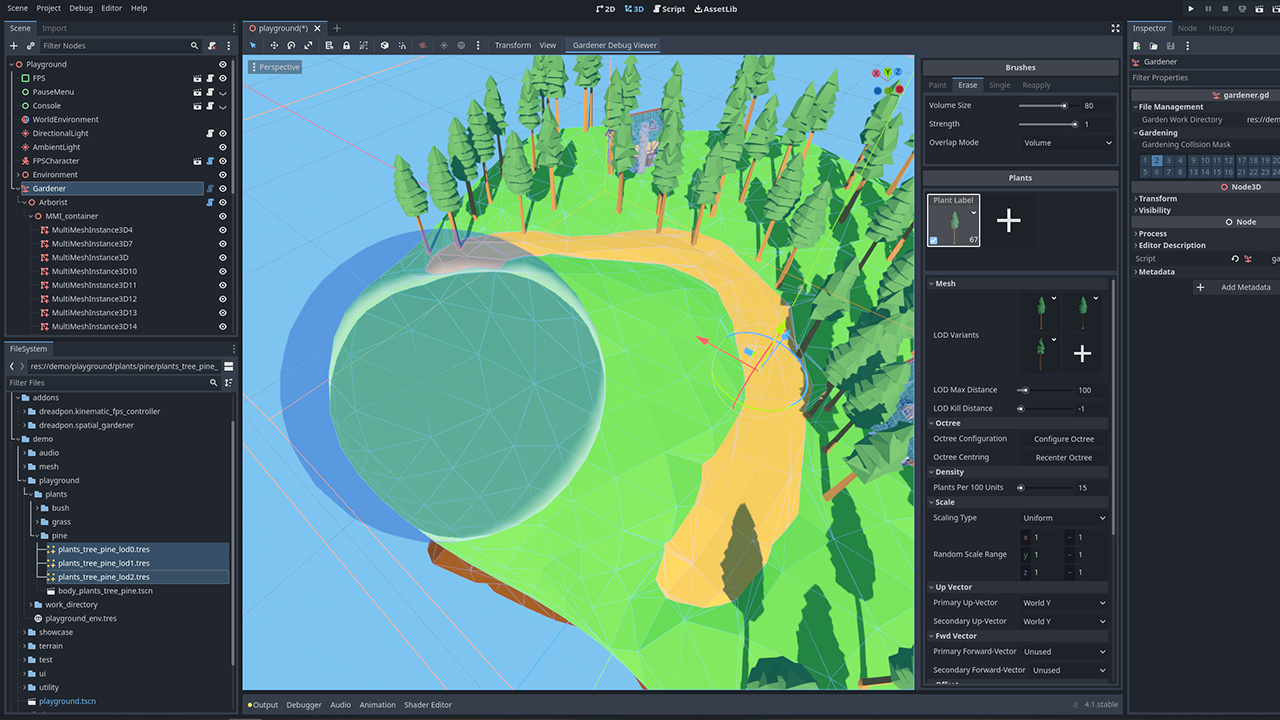 Scene Project Debug Editor Help
2D 3D Script AssetLib
Scene Import
Filter Nodes
Playground
FPS
PauseMenu
Console
WorldEnvironment
DirectionalLight
AmbientLight
FPSCharacter
Environment
Gardener
Arborist
MMI_container
MultiMeshInstance3D4
MultiMeshInstance3D7
MultiMeshInstance3D
MultiMeshInstance3D10
MultiMeshInstance3D11
MultiMeshInstance3D12
MultiMeshInstance3D13
MultiMeshInstance3D14
FileSystem
res://demo/playground/plants/pine/plants_tree_pine_
Filter Files
addons
dreadpon.kinematic_fps_controller
dreadpon.spatial_gardener
demo
audio
mesh
playground
plants
bush
grass
pine
plants_tree_pine_lod0.tres
plants_tree_pine_lod1.tres
plants_tree_pine_lod2.tres
body_plants_tree_pine.tscn
work_directory
playground_env.tres
showcase
terrain
test
ui
utility
playground.tscn
playground(*)
Transform View Gardener Debug Viewer
Perspective
X Y Z
Output Debugger Audio Animation Shader Editor
4.1.stable
Brushes
Paint Erase Single Reapply
Volume Size 80
Strength 1
Overlap Mode Volume
Plants
Plant Label
67
Mesh
LOD Variants
LOD Max Distance 100
LOD Kill Distance -1
Octree
Octree Configuration Configure Octree
Octree Centring Recenter Octree
Density
Plants Per 100 Units 15
Scale
Scaling Type Uniform
Random Scale Range
x 1 – 1
y 1 – 1
z 1 – 1
Up Vector
Primary Up-Vector World Y
Secondary Up-Vector World Y
Fwd Vector
Primary Forward-Vector Unused
Secondary Forward-Vector Unused
Inspector Node History
Gardener
Filter Properties
gardener.gd
File Management
Garden Work Directory res://dem
Gardening
Gardening Collision Mask
1 2 3 4 9 10 11 12 17 18 19 20
5 6 7 8 13 14 15 16 21 22 23 24
Node3D
Transform
Visibility
Node
Process
Editor Description
Script ga
Metadata
Add Metadata